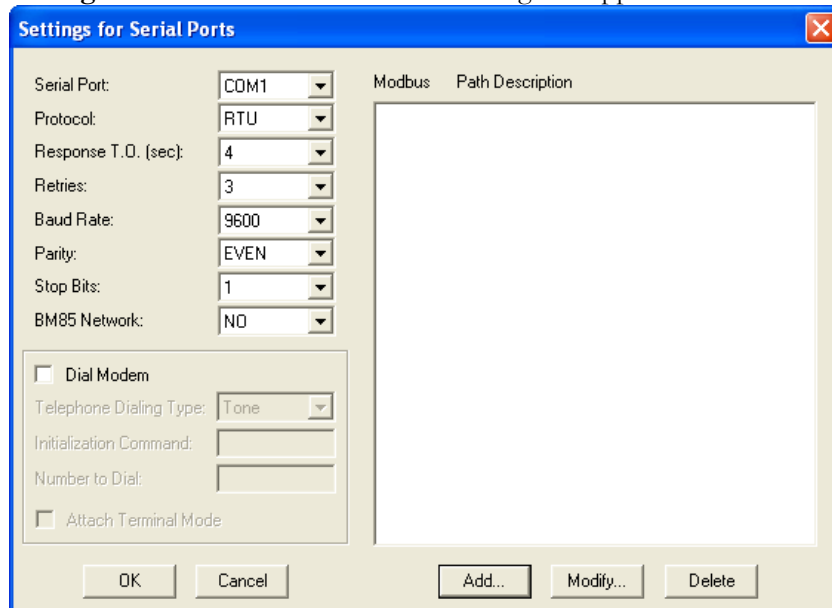 Settings for Serial Ports
Serial Port: COM1
Protocol: RTU
Response T.O. (sec): 4
Retries: 3
Baud Rate: 9600
Parity: EVEN
Stop Bits: 1
BM85 Network: NO
Dial Modem
Telephone Dialing Type: Tone
Initialization Command:
Number to Dial:
Attach Terminal Mode
OK Cancel
Modbus Path Description
Add... Modify... Delete